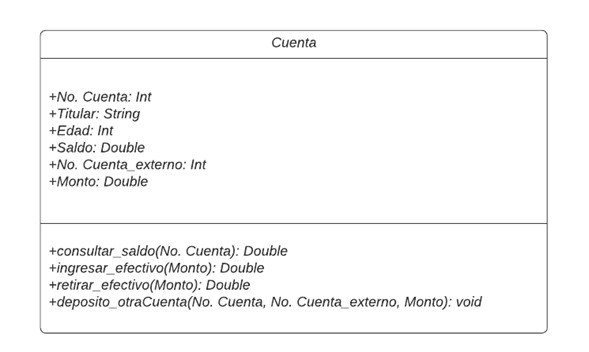 Cuenta
+No. Cuenta: Int
+Titular: String
+Edad: Int
+Saldo: Double
+No. Cuenta_externo: Int
+Monto: Double
+consultar_saldo(No. Cuenta): Double
+ingresar_efectivo(Monto): Double
+retirar_efectivo(Monto): Double
+deposito_otraCuenta(No. Cuenta, No. Cuenta_externo, Monto): void